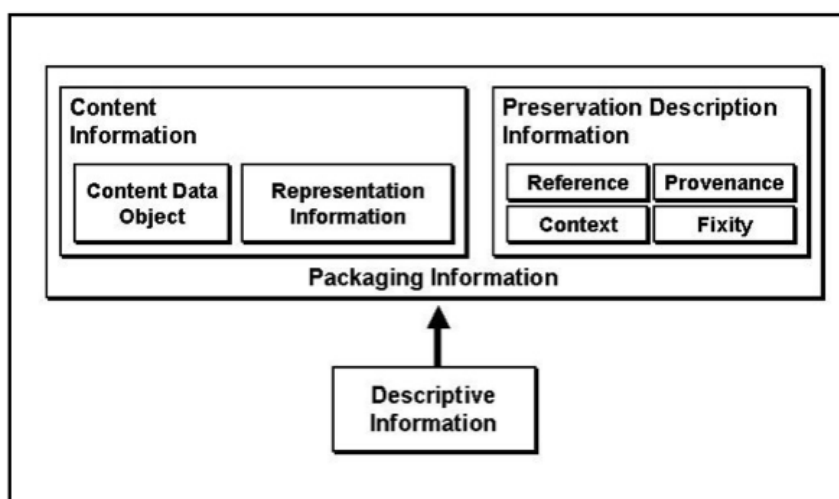 Content
Information
Content Data
Object
Representation
Information
Preservation Description
Information
Reference
Provenance
Context
Fixity
Packaging Information
Descriptive
Information